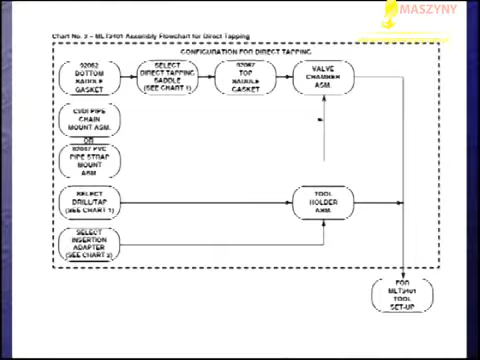 MASZYNY
Chart No. 3 – MLT3401 Assembly Flowchart for Direct Tapping
CONFIGURATION FOR DIRECT TAPPING
BOTTOM
SADDLE
GASKET
SELECT
DIRECT TAPPING
SADDLE
(SEE CHART 1)
TOP
SADDLE
GASKET
VALVE
CHAMBER
ASM.
PIPE
CHAIN
MOUNT ASM.
OR
PVC
PIPE STRAP
MOUNT
ASM
SELECT
DRILL/TAP
(SEE CHART 1)
TOOL
HOLDER
ASM.
SELECT
INSERTION
ADAPTER
(SEE CHART 2)
FOR
MLT3401
TOOL
SET-UP